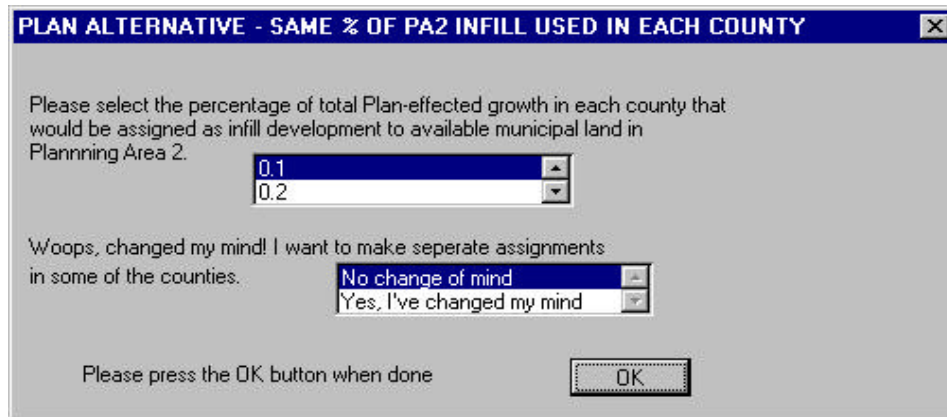 PLAN ALTERNATIVE - SAME % OF PA2 INFILL USED IN EACH COUNTY
Please select the percentage of total Plan-effected growth in each county that
would be assigned as infill development to available municipal land in
Plannning Area 2.
0.1
0.2
Woops, changed my mind! I want to make seperate assignments
in some of the counties.
No change of mind
Yes, I've changed my mind
Please press the OK button when done
OK